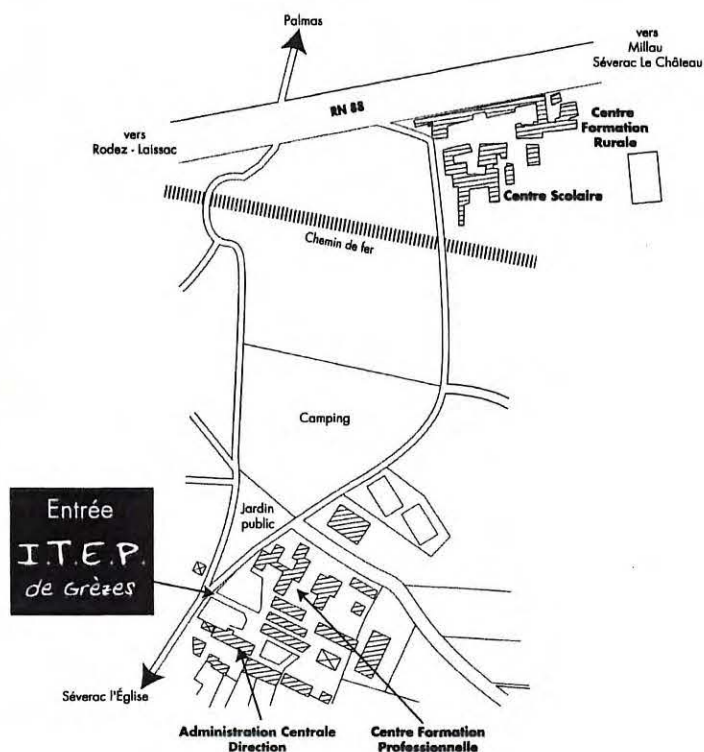 Palmas
vers
Millau
Séverac Le Château
RN 88
vers
Rodez - Laissac
Centre
Formation
Rurale
Centre Scolaire
Chemin de fer
Camping
Entrée
I.T.E.P.
de Grèzes
Jardin
public
Séverac l'Église
Administration Centrale
Direction
Centre Formation
Professionnelle